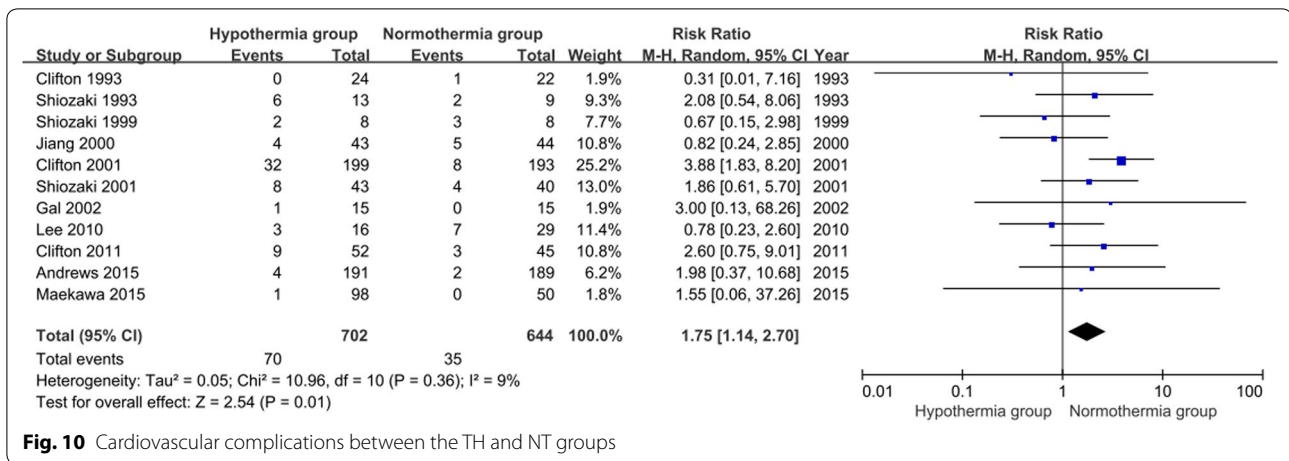 Hypothermia group Normothermia group Risk Ratio Risk Ratio
Study or Subgroup Events Total Events Total Weight M-H, Random, 95% CI Year M-H, Random, 95% CI
Clifton 1993 0 24 1 22 1.9% 0.31 [0.01, 7.16] 1993
Shiozaki 1993 6 13 2 9 9.3% 2.08 [0.54, 8.06] 1993
Shiozaki 1999 2 8 3 8 7.7% 0.67 [0.15, 2.98] 1999
Jiang 2000 4 43 5 44 10.8% 0.82 [0.24, 2.85] 2000
Clifton 2001 32 199 8 193 25.2% 3.88 [1.83, 8.20] 2001
Shiozaki 2001 8 43 4 40 13.0% 1.86 [0.61, 5.70] 2001
Gal 2002 1 15 0 15 1.9% 3.00 [0.13, 68.26] 2002
Lee 2010 3 16 7 29 11.4% 0.78 [0.23, 2.60] 2010
Clifton 2011 9 52 3 45 10.8% 2.60 [0.75, 9.01] 2011
Andrews 2015 4 191 2 189 6.2% 1.98 [0.37, 10.68] 2015
Maekawa 2015 1 98 0 50 1.8% 1.55 [0.06, 37.26] 2015
Total (95% CI) 702 644 100.0% 1.75 [1.14, 2.70]
Total events 70 35
Heterogeneity: Tau² = 0.05; Chi² = 10.96, df = 10 (P = 0.36); I² = 9%
Test for overall effect: Z = 2.54 (P = 0.01)
0.01 0.1 1 10 100
Hypothermia group Normothermia group
Fig. 10 Cardiovascular complications between the TH and NT groups